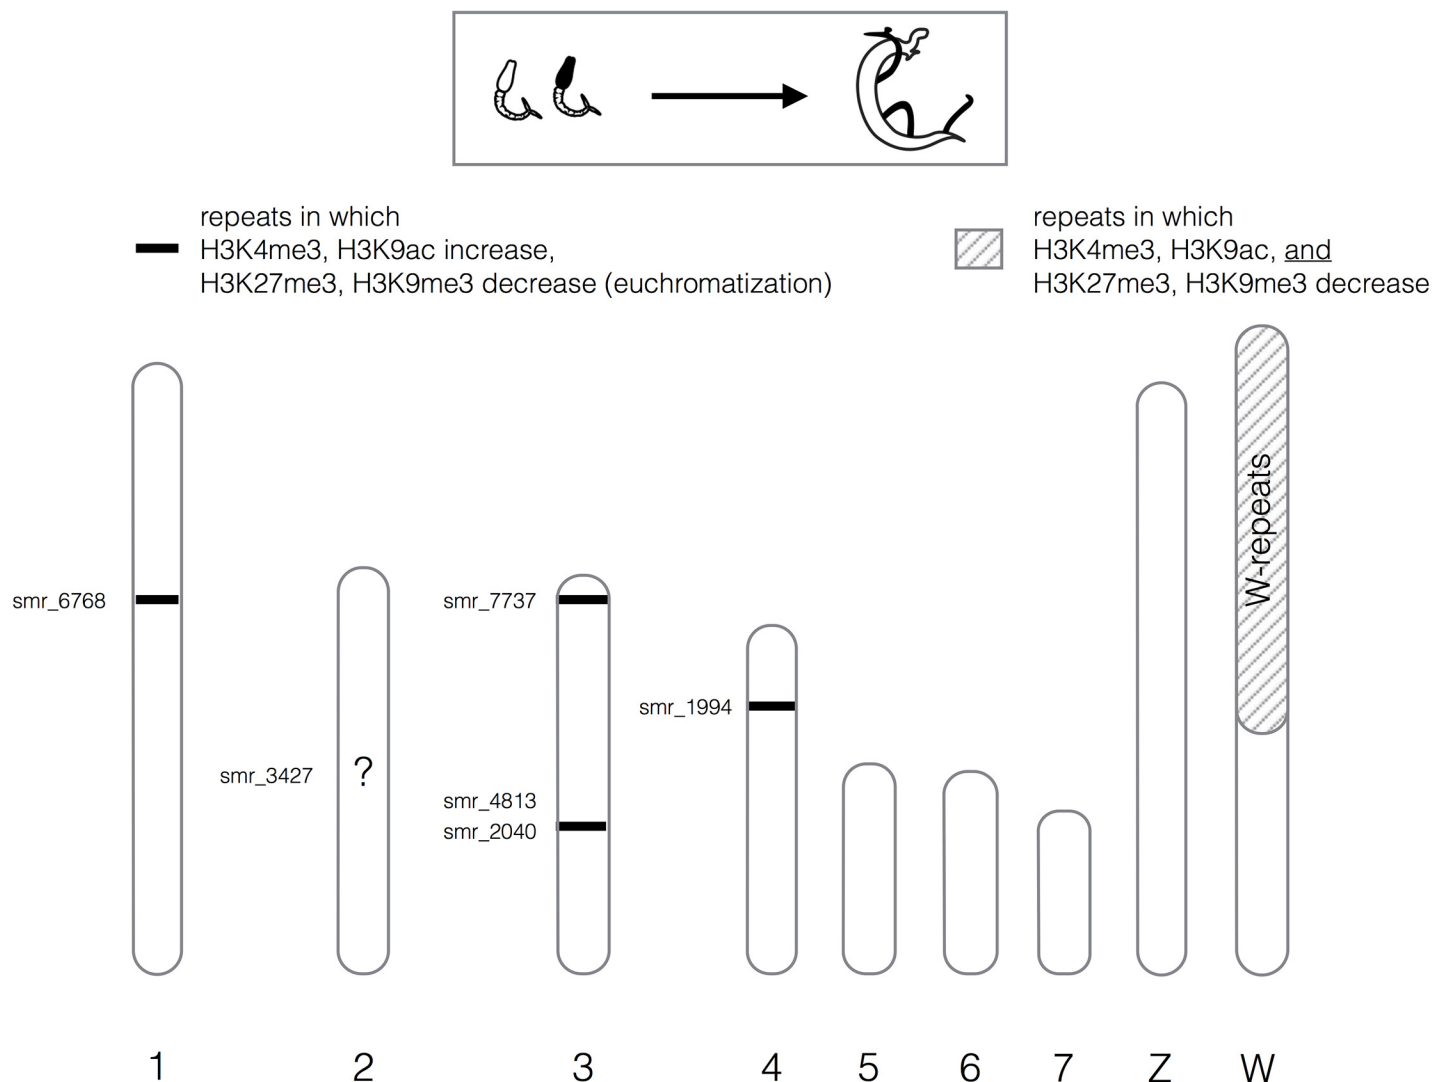 repeats in which
H3K4me3, H3K9ac increase,
H3K27me3, H3K9me3 decrease (euchromatization)
repeats in which
H3K4me3, H3K9ac, and
H3K27me3, H3K9me3 decrease
smr_6768
smr_3427
?
smr_7737
smr_4813
smr_2040
smr_1994
W-repeats
1 2 3 4 5 6 7 Z W